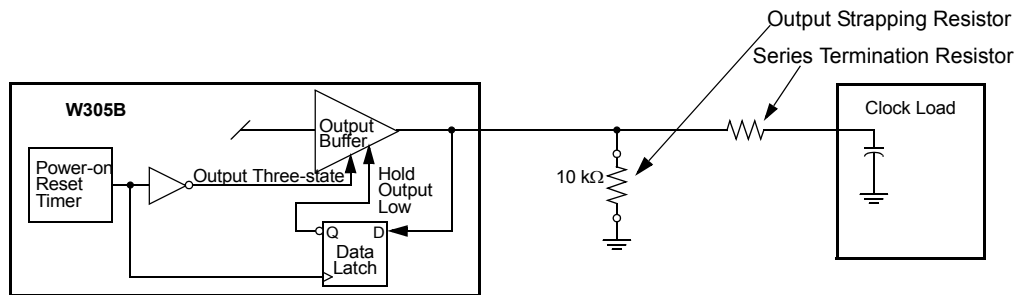 Output Strapping Resistor
Series Termination Resistor
W305B
Clock Load
Output
Buffer
Power-on
Reset
Timer
Output Three-state
Hold
Output
Low
10 kΩ
Q D
Data
Latch